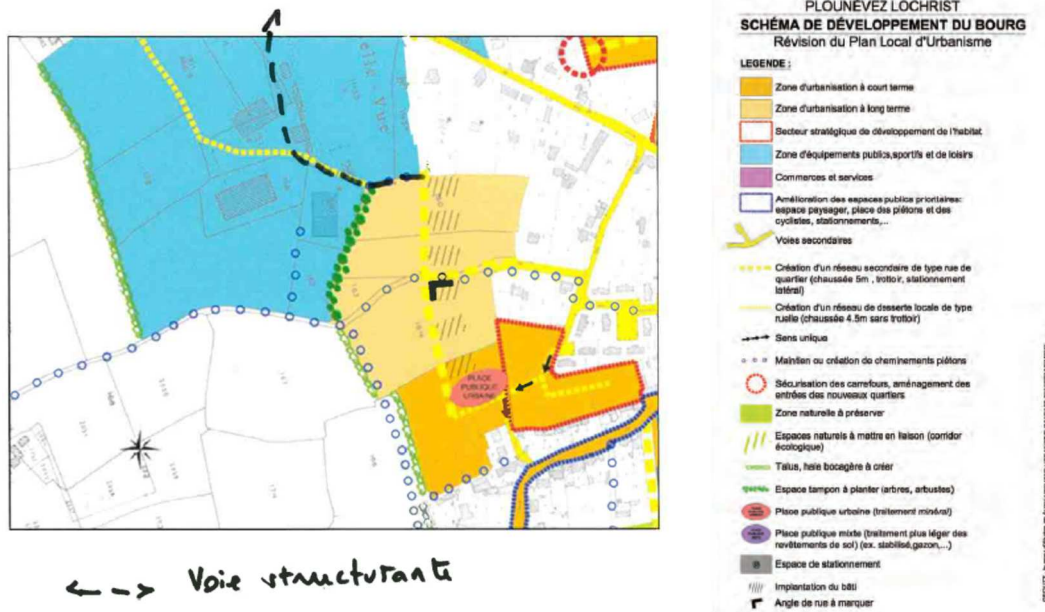 PLOUNEVEZ LOCHRIST
SCHÉMA DE DÉVELOPPEMENT DU BOURG
Révision du Plan Local d'Urbanisme
LEGENDE :
Zone d'urbanisation à court terme
Zone d'urbanisation à long terme
Secteur stratégique de développement de l'habitat
Zone d'équipements publics,sportifs et de loisirs
Commerces et services
Amélioration des espaces publics prioritaires:
espace paysager, place des piétons et des
cyclistes, stationnements,...
Voies secondaires
Création d'un réseau secondaire de type rue de
quartier (chaussée 5m , trottoir, stationnement
latéral)
Création d'un réseau de desserte locale de type
ruelle (chaussée 4.5m sans trottoir)
Sens unique
Maintien ou création de cheminements piétons
Sécurisation des carrefours, aménagement des
entrées des nouveaux quartiers
Zone naturelle à préserver
Espaces naturels à mettre en liaison (corridor
écologique)
Talus, haie bocagère à créer
Espace tampon à planter (arbres, arbustes)
Place publique urbaine (traitement minéral)
Place publique mixte (traitement plus léger des
revêtements de sol) (ex. stabilisé,gazon,...)
Espace de stationnement
Implantation du bâti
Angle de rue à marquer
PLACE
PUBLIQUE
URBAINE
Voie structurante